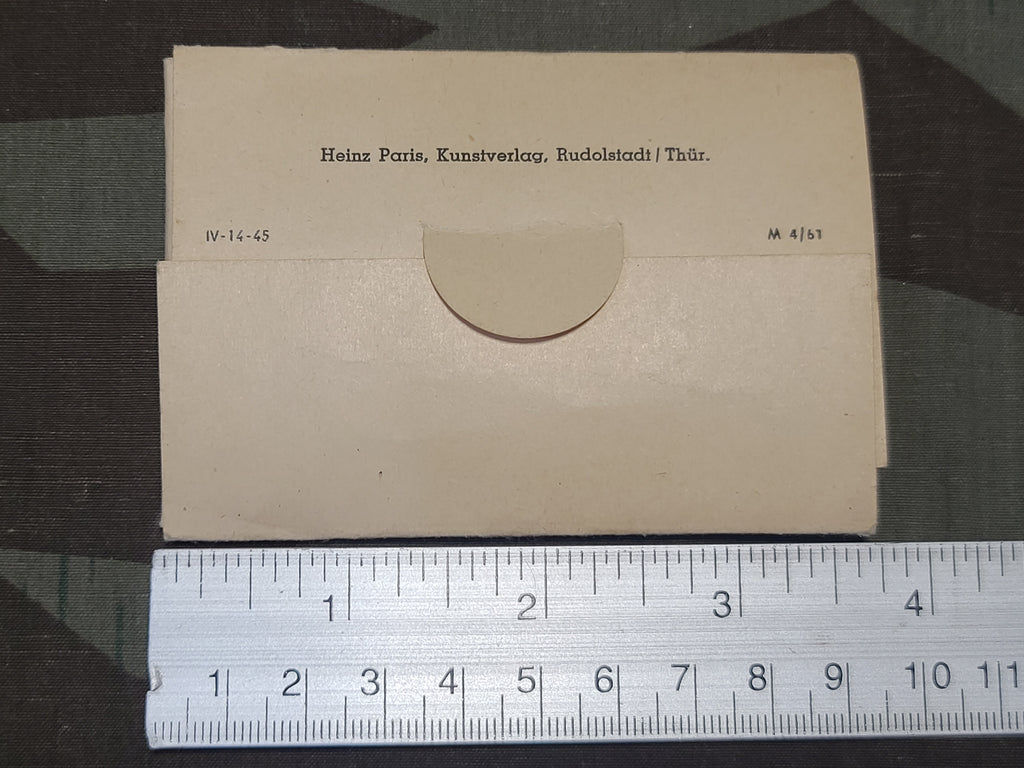 Heinz Paris, Kunstverlag, Rudolstadt / Thür.
IV-14-45 M 4/61
1 2 3 4
1 2 3 4 5 6 7 8 9 10 11